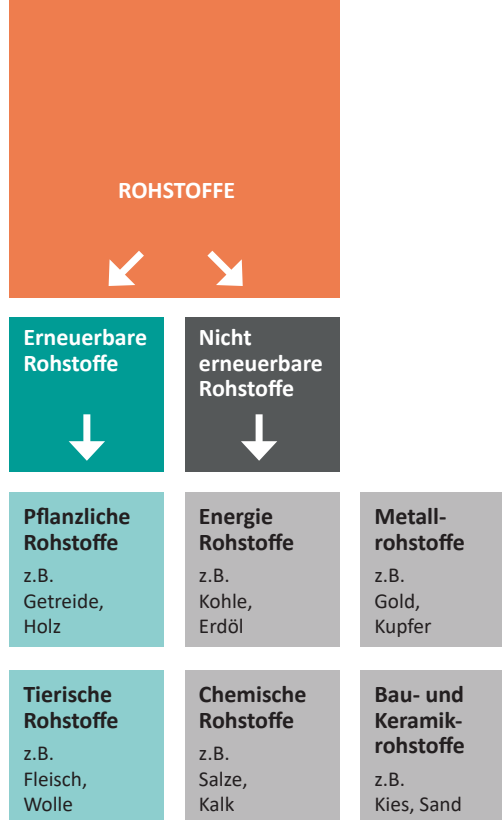 ROHSTOFFE
Erneuerbare
Rohstoffe
Nicht
erneuerbare
Rohstoffe
Pflanzliche
Rohstoffe
z.B.
Getreide,
Holz
Energie
Rohstoffe
z.B.
Kohle,
Erdöl
Metall-
rohstoffe
z.B.
Gold,
Kupfer
Tierische
Rohstoffe
z.B.
Fleisch,
Wolle
Chemische
Rohstoffe
z.B.
Salze,
Kalk
Bau- und
Keramik-
rohstoffe
z.B.
Kies, Sand